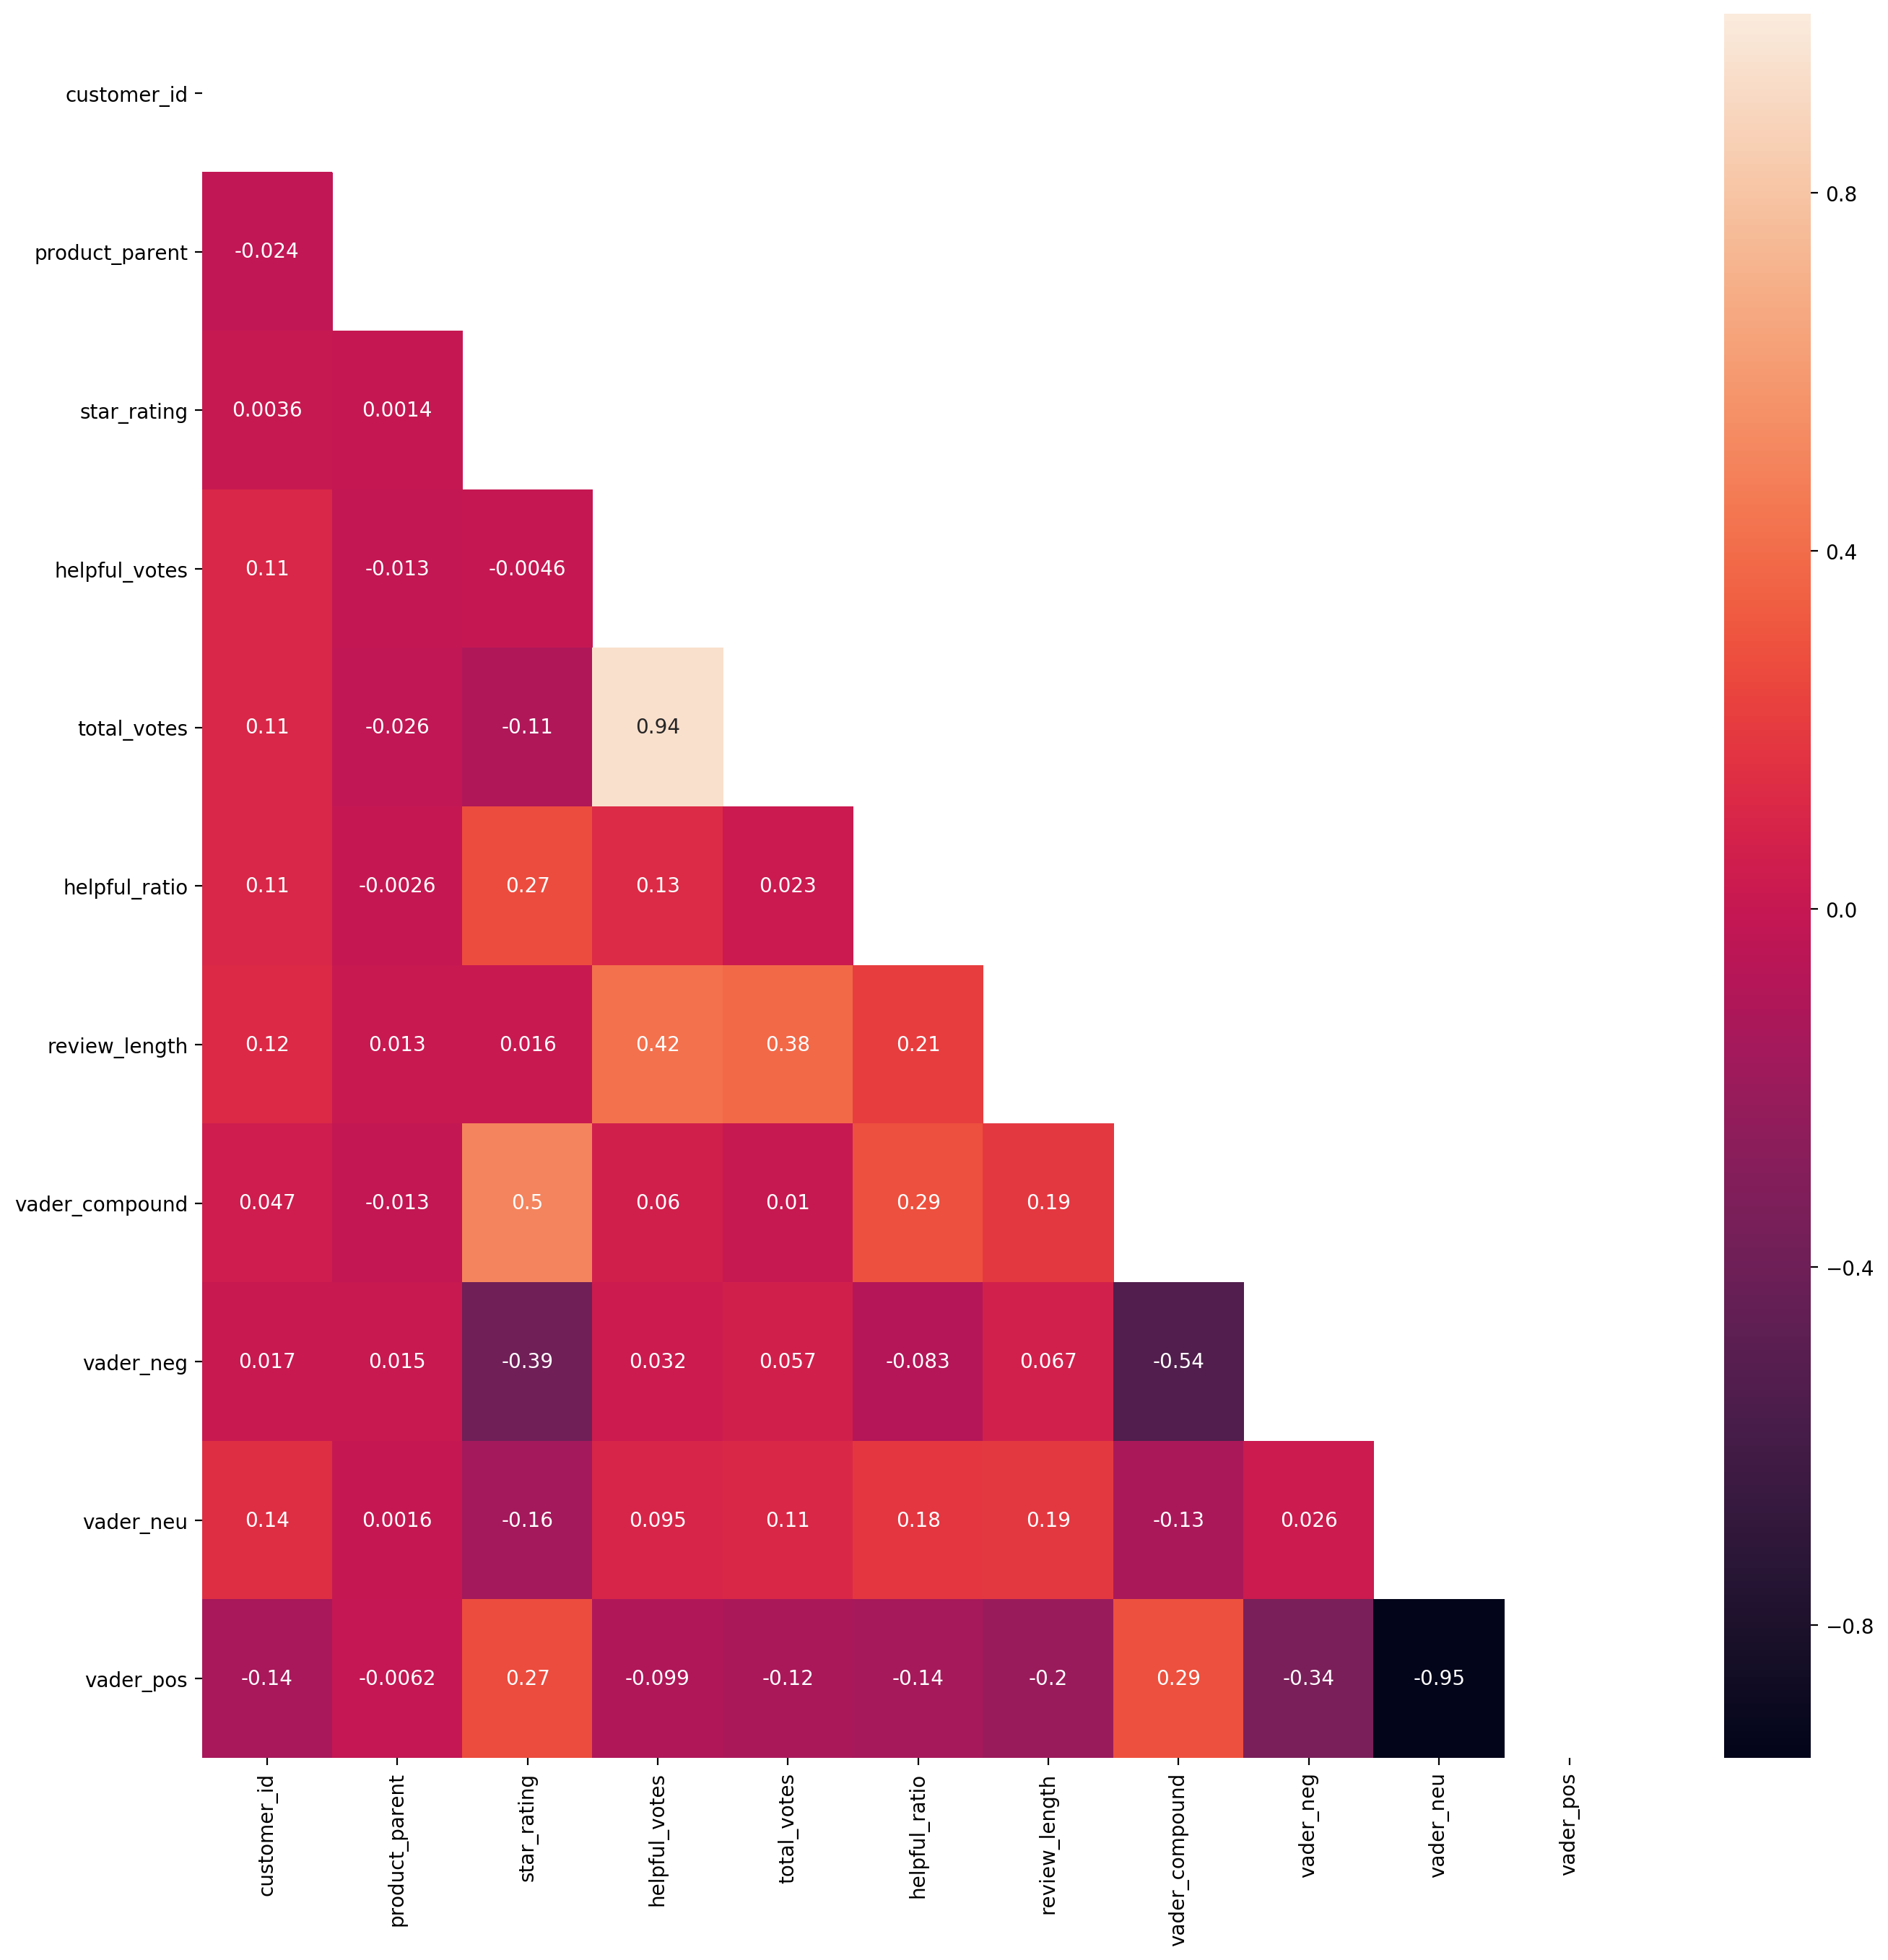 customer_id
product_parent -0.024
star_rating 0.0036 0.0014
helpful_votes 0.11 -0.013 -0.0046
total_votes 0.11 -0.026 -0.11 0.94
helpful_ratio 0.11 -0.0026 0.27 0.13 0.023
review_length 0.12 0.013 0.016 0.42 0.38 0.21
vader_compound 0.047 -0.013 0.5 0.06 0.01 0.29 0.19
vader_neg 0.017 0.015 -0.39 0.032 0.057 -0.083 0.067 -0.54
vader_neu 0.14 0.0016 -0.16 0.095 0.11 0.18 0.19 -0.13 0.026
vader_pos -0.14 -0.0062 0.27 -0.099 -0.12 -0.14 -0.2 0.29 -0.34 -0.95
customer_id
product_parent
star_rating
helpful_votes
total_votes
helpful_ratio
review_length
vader_compound
vader_neg
vader_neu
vader_pos
0.8
0.4
0.0
−0.4
−0.8